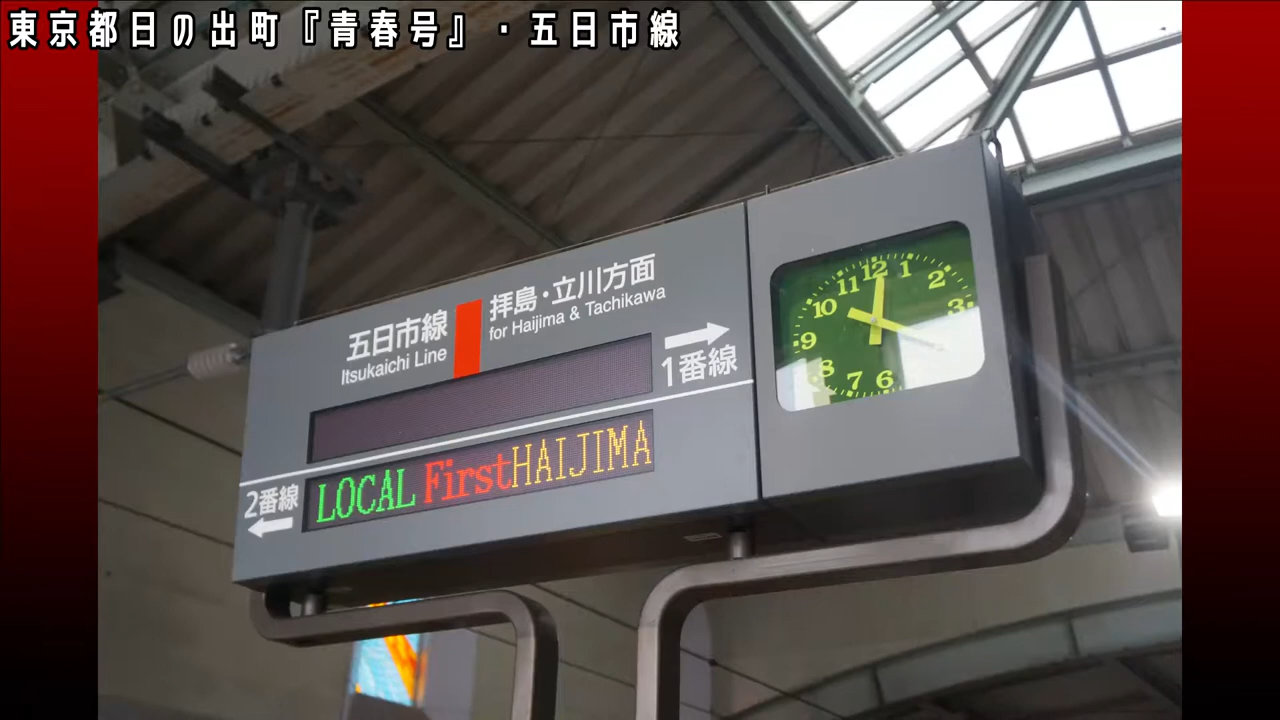 東京都日の出町『青春号』・五日市線
五日市線
Itsukaichi Line
拝島・立川方面
for Haijima & Tachikawa
1番線
2番線
LOCAL First HAIJIMA
12
1
2
3
6
7
8
9
10
11